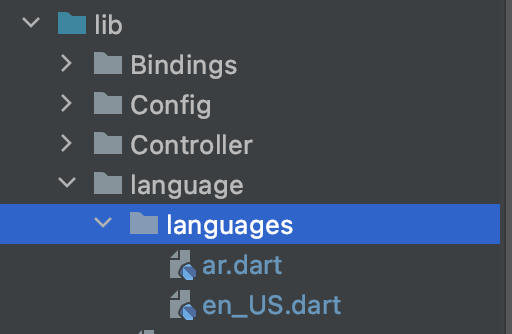 lib
Bindings
Config
Controller
language
languages
ar.dart
en_US.dart